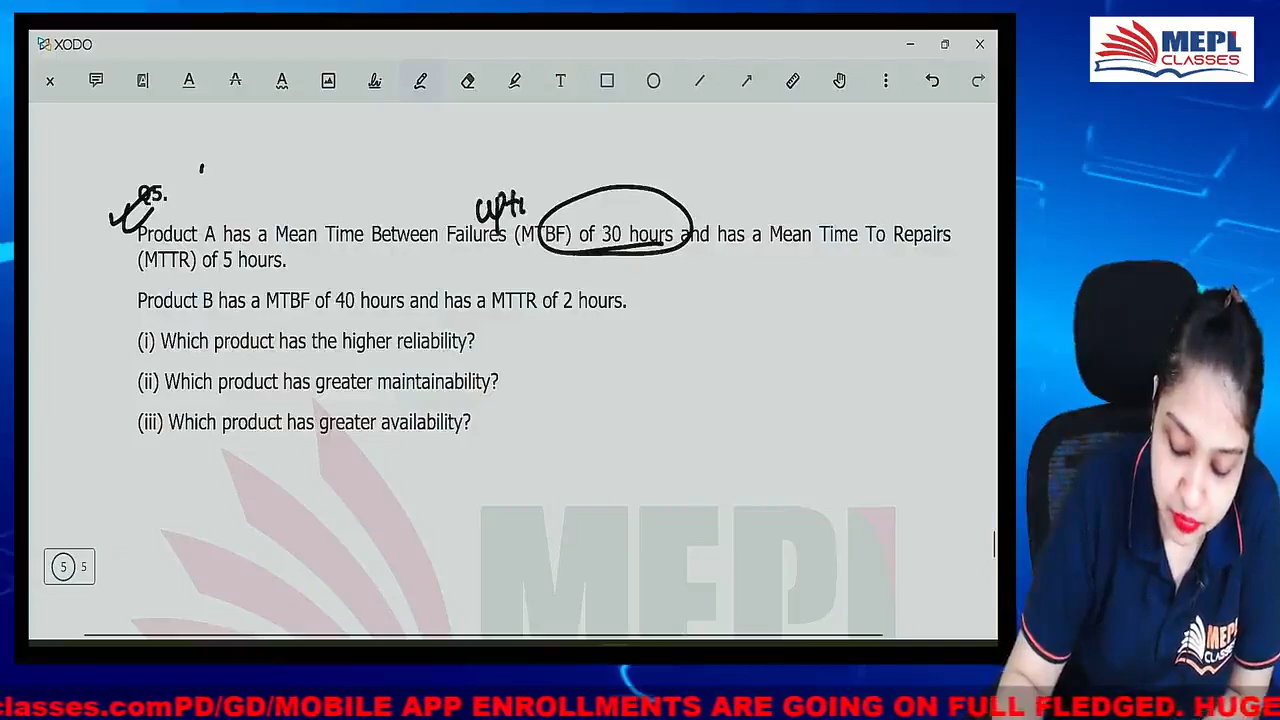 XODO
MEPL
CLASSES
Q5.
upti
Product A has a Mean Time Between Failures (MTBF) of 30 hours and has a Mean Time To Repairs
(MTTR) of 5 hours.
Product B has a MTBF of 40 hours and has a MTTR of 2 hours.
(i) Which product has the higher reliability?
(ii) Which product has greater maintainability?
(iii) Which product has greater availability?
MEPL
5 5
MEPL
CLASSES
classes.comPD/GD/MOBILE APP ENROLLMENTS ARE GOING ON FULL FLEDGED. HUGE